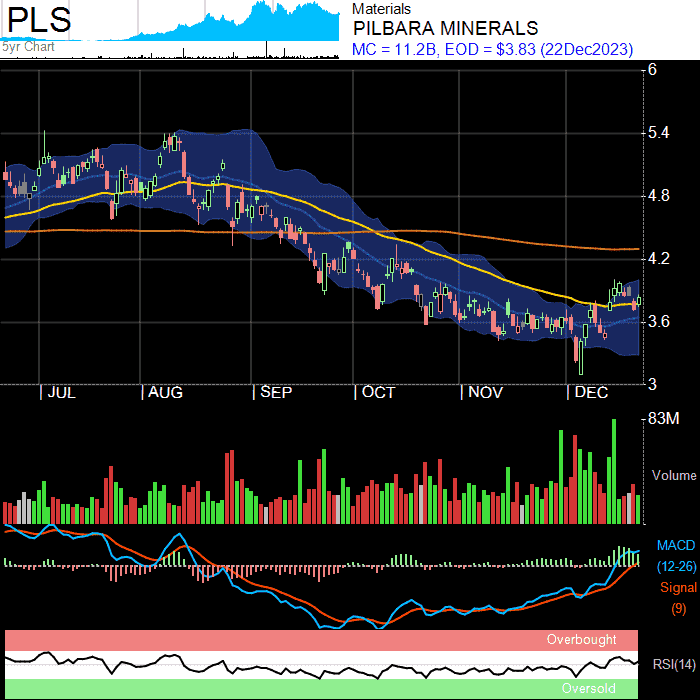 PLS
5yr Chart
Materials
PILBARA MINERALS
MC = 11.2B, EOD = $3.83 (22Dec2023)
6
5.4
4.8
4.2
3.6
3
JUL AUG SEP OCT NOV DEC
83M
Volume
MACD
(12-26)
Signal
(9)
Overbought
RSI(14)
Oversold